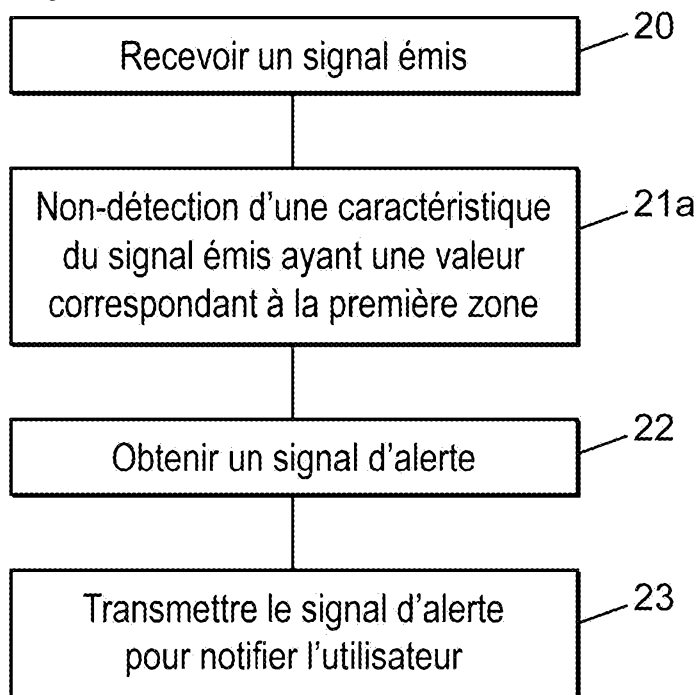 Recevoir un signal émis
20
Non-détection d'une caractéristique
du signal émis ayant une valeur
correspondant à la première zone
21a
Obtenir un signal d'alerte
22
Transmettre le signal d'alerte
pour notifier l'utilisateur
23